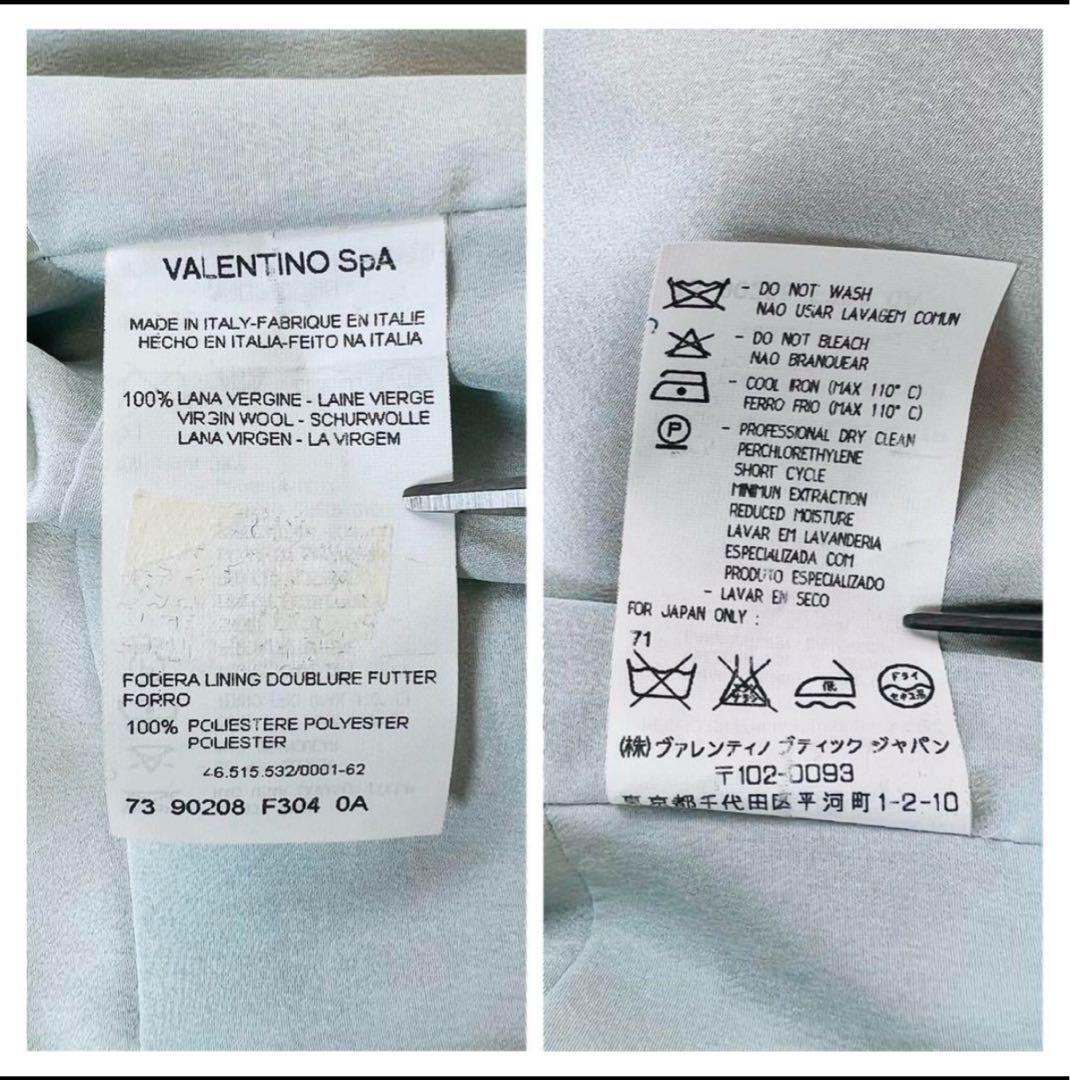 VALENTINO SpA
MADE IN ITALY-FABRIQUE EN ITALIE
HECHO EN ITALIA-FEITO NA ITALIA
100% LANA VERGINE - LAINE VIERGE
VIRGIN WOOL - SCHURWOLLE
LANA VIRGEN - LA VIRGEM
FODERA LINING DOUBLURE FUTTER
FORRO
100% POLIESTERE POLYESTER
POLIESTER
46.515.532/0001-62
73 90208 F304 0A
- DO NOT WASH
NAO USAR LAVAGEM COMUN
- DO NOT BLEACH
NAO BRANQUEAR
- COOL IRON (MAX 110° C)
FERRO FRIO (MAX 110° C)
P
- PROFESSIONAL DRY CLEAN
PERCHLORETHYLENE
SHORT CYCLE
MINIMUN EXTRACTION
REDUCED MOISTURE
LAVAR EM LAVANDERIA
ESPECIALIZADA COM
PRODUTO ESPECIALIZADO
- LAVAR EN SECO
FOR JAPAN ONLY :
71
低
ドライ
(株)ヴァレンティノ ブティック ジャパン
〒102-0093
東京都千代田区平河町1-2-10